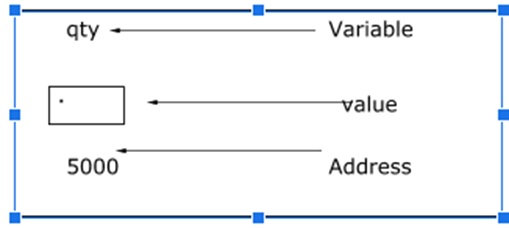 qty Variable
value
5000 Address